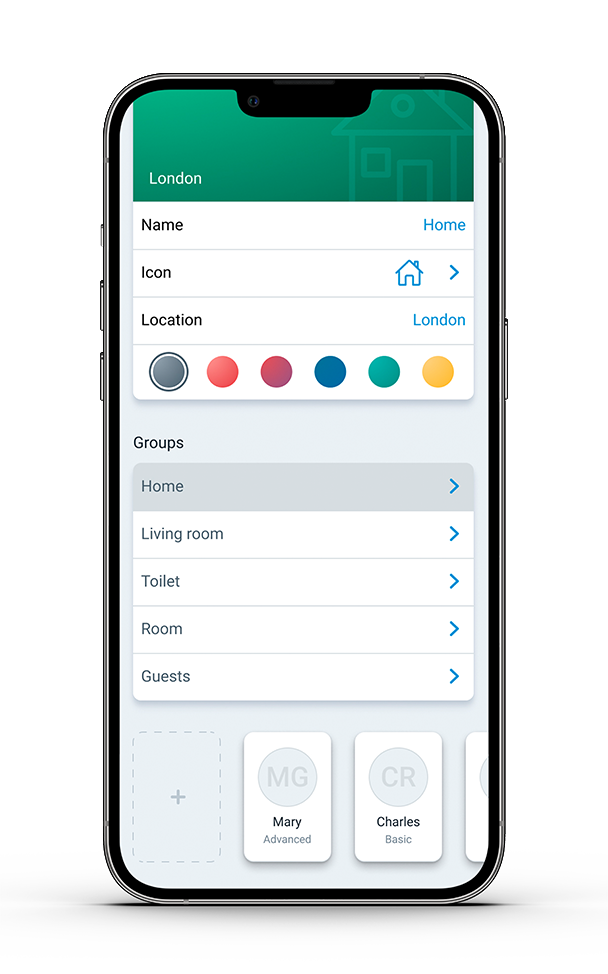 London
Name
Home
Icon
Location
London
Groups
Home
Living room
Toilet
Room
Guests
+
MG
CR
Mary
Charles
Advanced
Basic